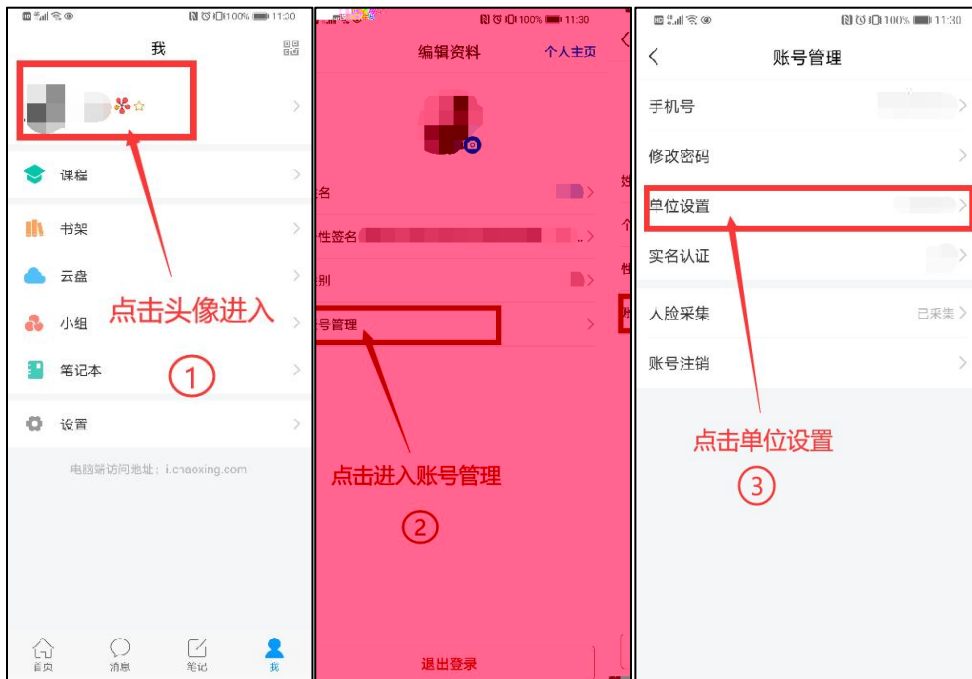 100% 11:30
我
课程
书架
云盘
小组
笔记本
设置
点击头像进入
①
电脑端访问地址：i.chaoxing.com
首页
消息
笔记
我
100% 11:30
编辑资料
个人主页
名
性签名
..
别
号管理
点击进入账号管理
②
退出登录
100% 11:30
账号管理
手机号
修改密码
单位设置
实名认证
人脸采集
已采集
账号注销
点击单位设置
③